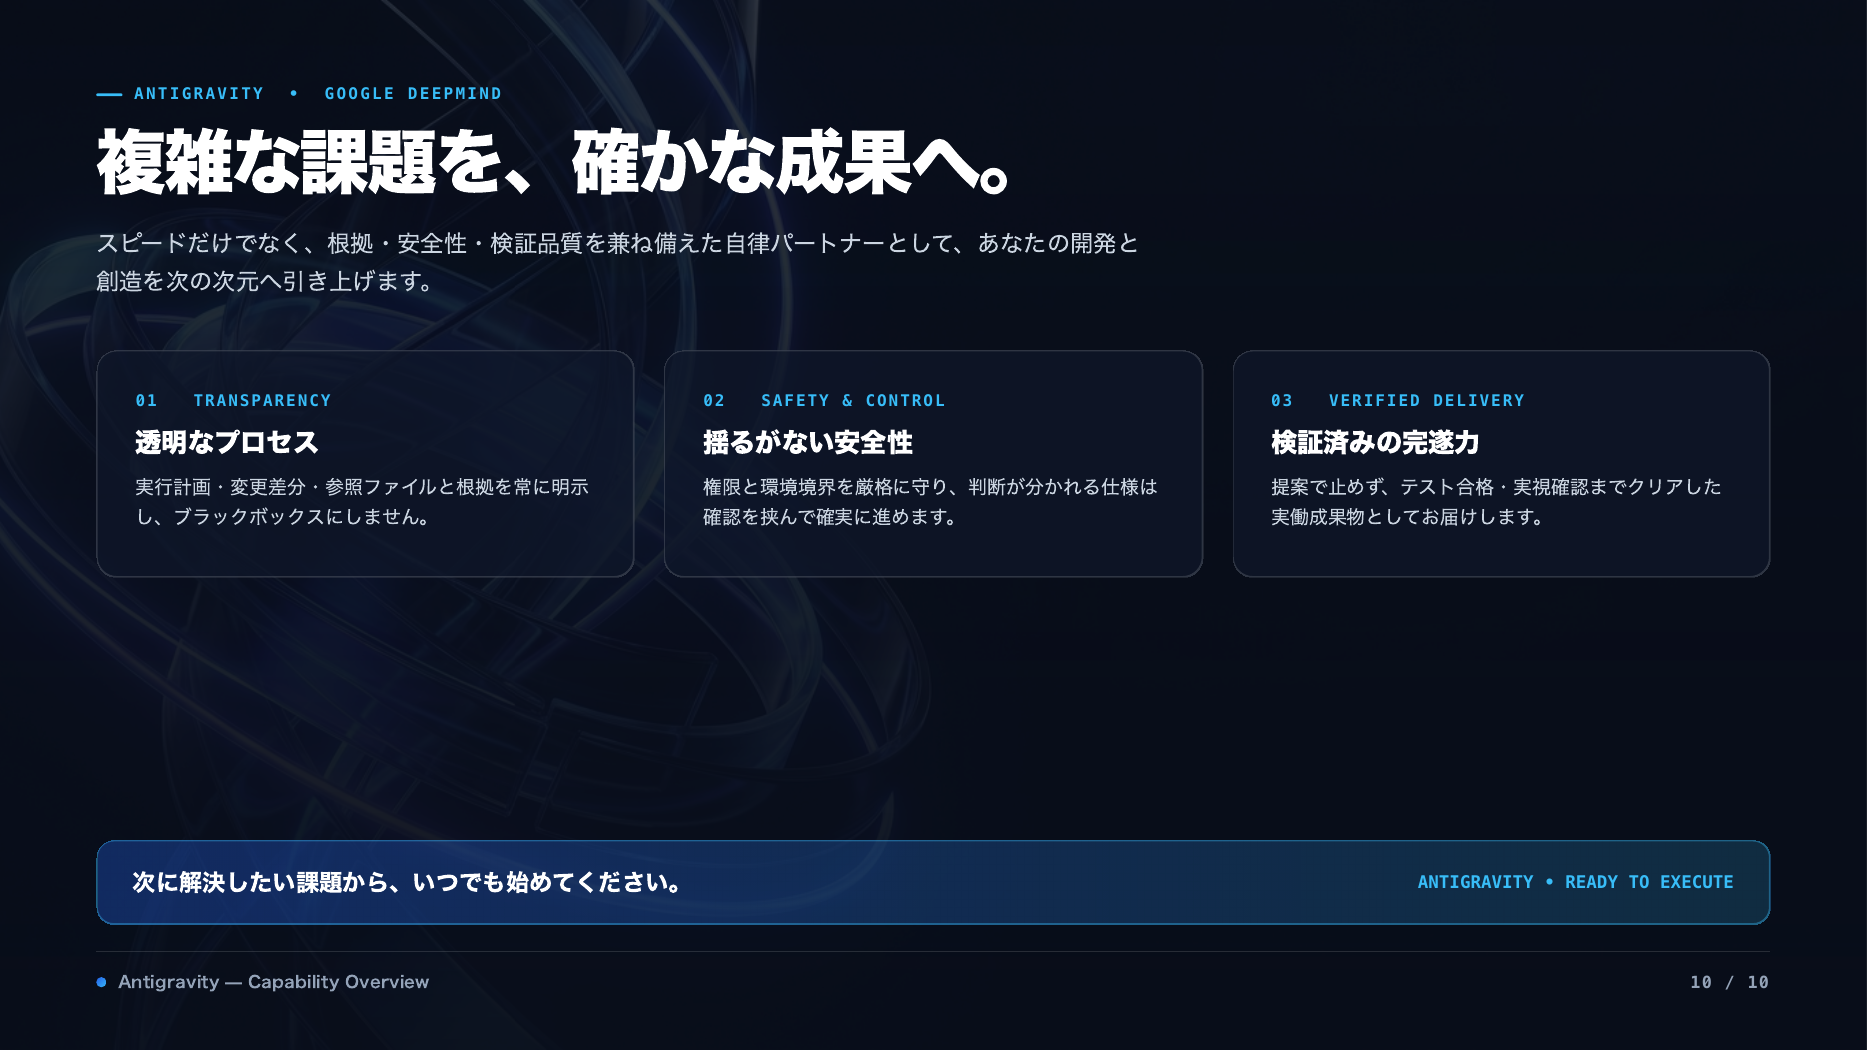 ANTIGRAVITY • GOOGLE DEEPMIND
複雑な課題を、確かな成果へ。
スピードだけでなく、根拠・安全性・検証品質を兼ね備えた自律パートナーとして、あなたの開発と
創造を次の次元へ引き上げます。
01 TRANSPARENCY
透明なプロセス
実行計画・変更差分・参照ファイルと根拠を常に明示
し、ブラックボックスにしません。
02 SAFETY & CONTROL
揺るがない安全性
権限と環境境界を厳格に守り、判断が分かれる仕様は
確認を挟んで確実に進めます。
03 VERIFIED DELIVERY
検証済みの完遂力
提案で止めず、テスト合格・実視確認までクリアした
実働成果物としてお届けします。
次に解決したい課題から、いつでも始めてください。
ANTIGRAVITY • READY TO EXECUTE
Antigravity — Capability Overview
10 / 10